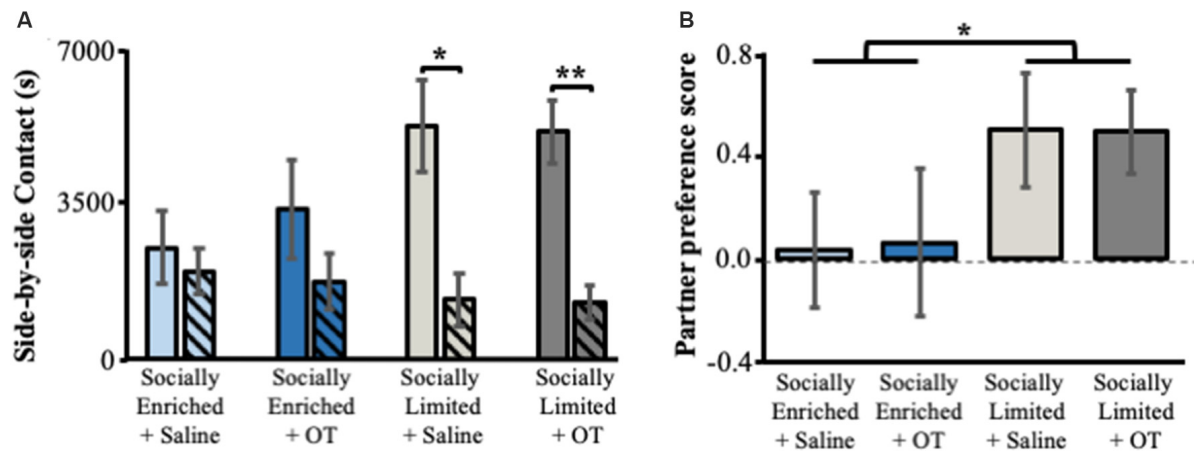 A
Side-by-side Contact (s)
7000
3500
0
*
**
Socially
Enriched
+ Saline
Socially
Enriched
+ OT
Socially
Limited
+ Saline
Socially
Limited
+ OT
B
Partner preference score
0.8
0.4
0.0
-0.4
*
Socially
Enriched
+ Saline
Socially
Enriched
+ OT
Socially
Limited
+ Saline
Socially
Limited
+ OT